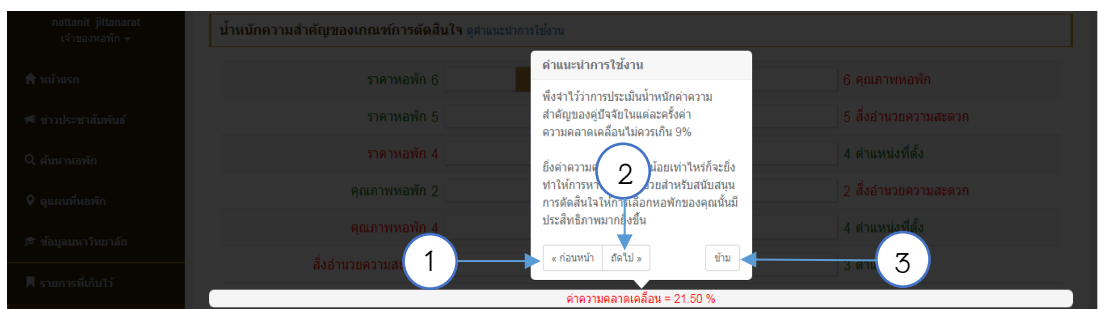 nattanit jittanarat
เจ้าของหอพัก
น้ำหนักความสำคัญของเกณฑ์การตัดสินใจ ดูคำแนะนำการใช้งาน
หน้าแรก
ข่าวประชาสัมพันธ์
ค้นหาหอพัก
ดูแผนที่หอพัก
ข้อมูลมหาวิทยาลัย
รายการที่เก็บไว้
ราคาหอพัก 6
6 คุณภาพหอพัก
ราคาหอพัก 5
5 สิ่งอำนวยความสะดวก
ราคาหอพัก 4
4 ตำแหน่งที่ตั้ง
คุณภาพหอพัก 2
2 สิ่งอำนวยความสะดวก
คุณภาพหอพัก 4
4 ตำแหน่งที่ตั้ง
สิ่งอำนวยความ
3
คำแนะนำการใช้งาน
พึงจำไว้ว่าการประเมินน้ำหนักค่าความ
สำคัญของคู่ปัจจัยในแต่ละครั้งค่า
ความคลาดเคลื่อนไม่ควรเกิน 9%
ยิ่งค่าความ น้อยเท่าไหร่ก็จะยิ่ง
ทำให้การหา สำหรับสนับสนุน
การตัดสินใจให้การเลือกหอพักของคุณนั้นมี
ประสิทธิภาพมากยิ่งขึ้น
« ก่อนหน้า ถัดไป » ข้าม
1
2
3
ค่าความคลาดเคลื่อน = 21.50 %